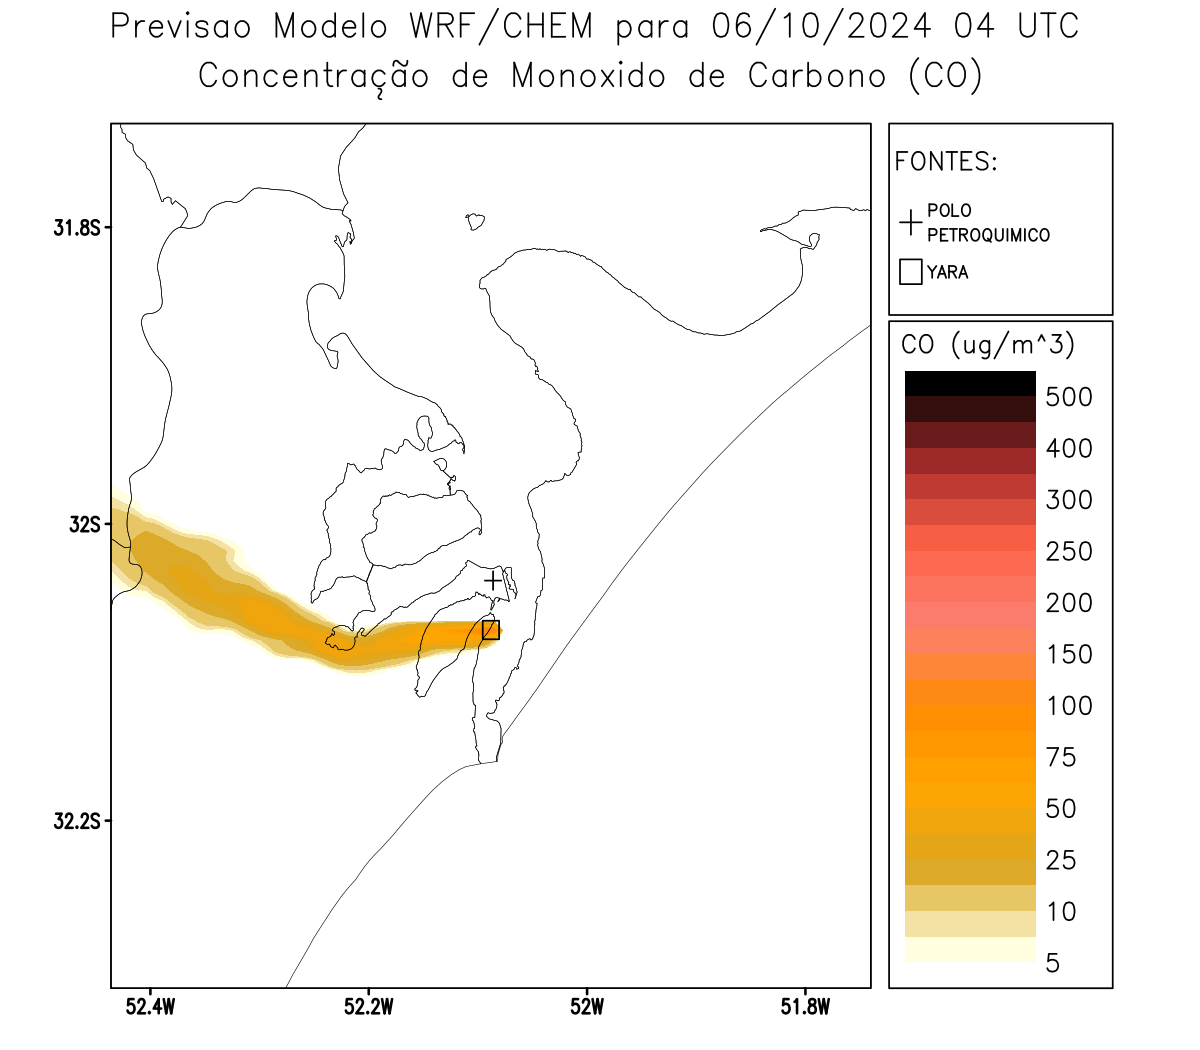 Previsao Modelo WRF/CHEM para 06/10/2024 04 UTC
Concentração de Monoxido de Carbono (CO)
FONTES:
POLO
PETROQUIMICO
YARA
CO (ug/m^3)
500
400
300
250
200
150
100
75
50
25
10
5
31.8S
32S
32.2S
52.4W
52.2W
52W
51.8W